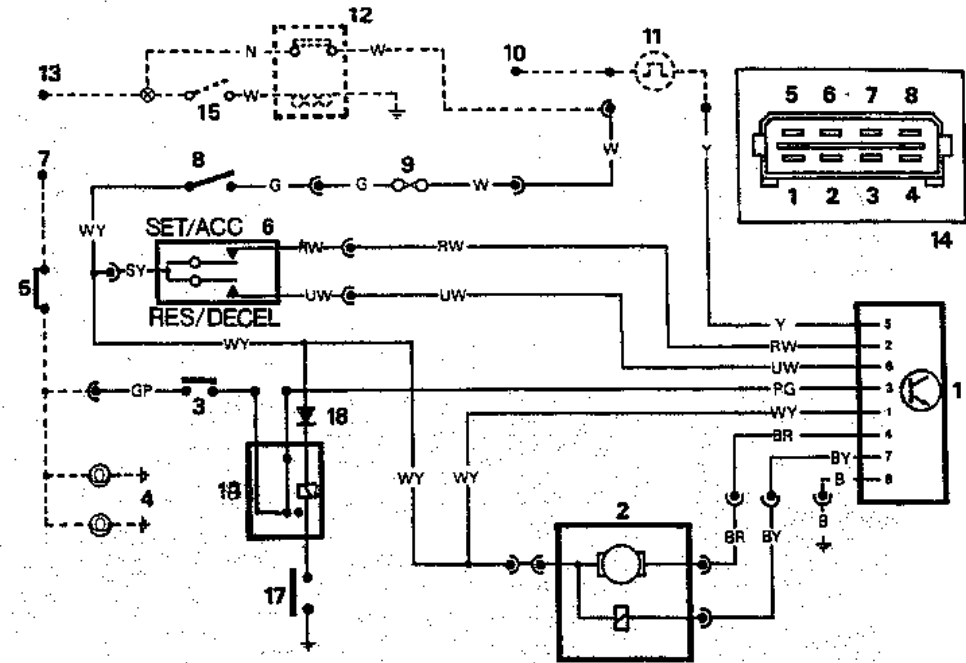 12
N W
10
11
13
15 W
5 6 7 8
1 2 3 4
14
7
8
G G
9
W
W
Y
WY
SET/ACC 6
RW RW
SY
5
UW UW
RES/DECEL
WY
GP
3
18
4
WY WY
17
Y 5
RW 2
UW 6
PG 3
WY 1
BR 4
BY 7
B 8
1
2
BR BY B